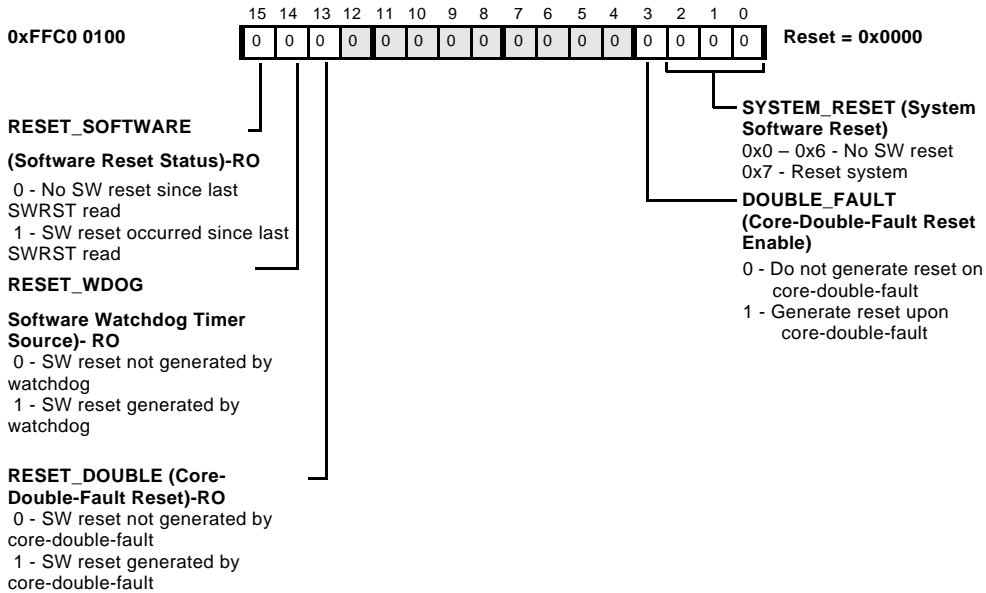 15 14 13 12 11 10 9 8 7 6 5 4 3 2 1 0
0xFFC0 0100
0 0 0 0 0 0 0 0 0 0 0 0 0 0 0 0
Reset = 0x0000
RESET_SOFTWARE
(Software Reset Status)-RO
0 - No SW reset since last
SWRST read
1 - SW reset occurred since last
SWRST read
RESET_WDOG
Software Watchdog Timer
Source)- RO
0 - SW reset not generated by
watchdog
1 - SW reset generated by
watchdog
RESET_DOUBLE (Core-
Double-Fault Reset)-RO
0 - SW reset not generated by
core-double-fault
1 - SW reset generated by
core-double-fault
SYSTEM_RESET (System
Software Reset)
0x0 – 0x6 - No SW reset
0x7 - Reset system
DOUBLE_FAULT
(Core-Double-Fault Reset
Enable)
0 - Do not generate reset on
core-double-fault
1 - Generate reset upon
core-double-fault